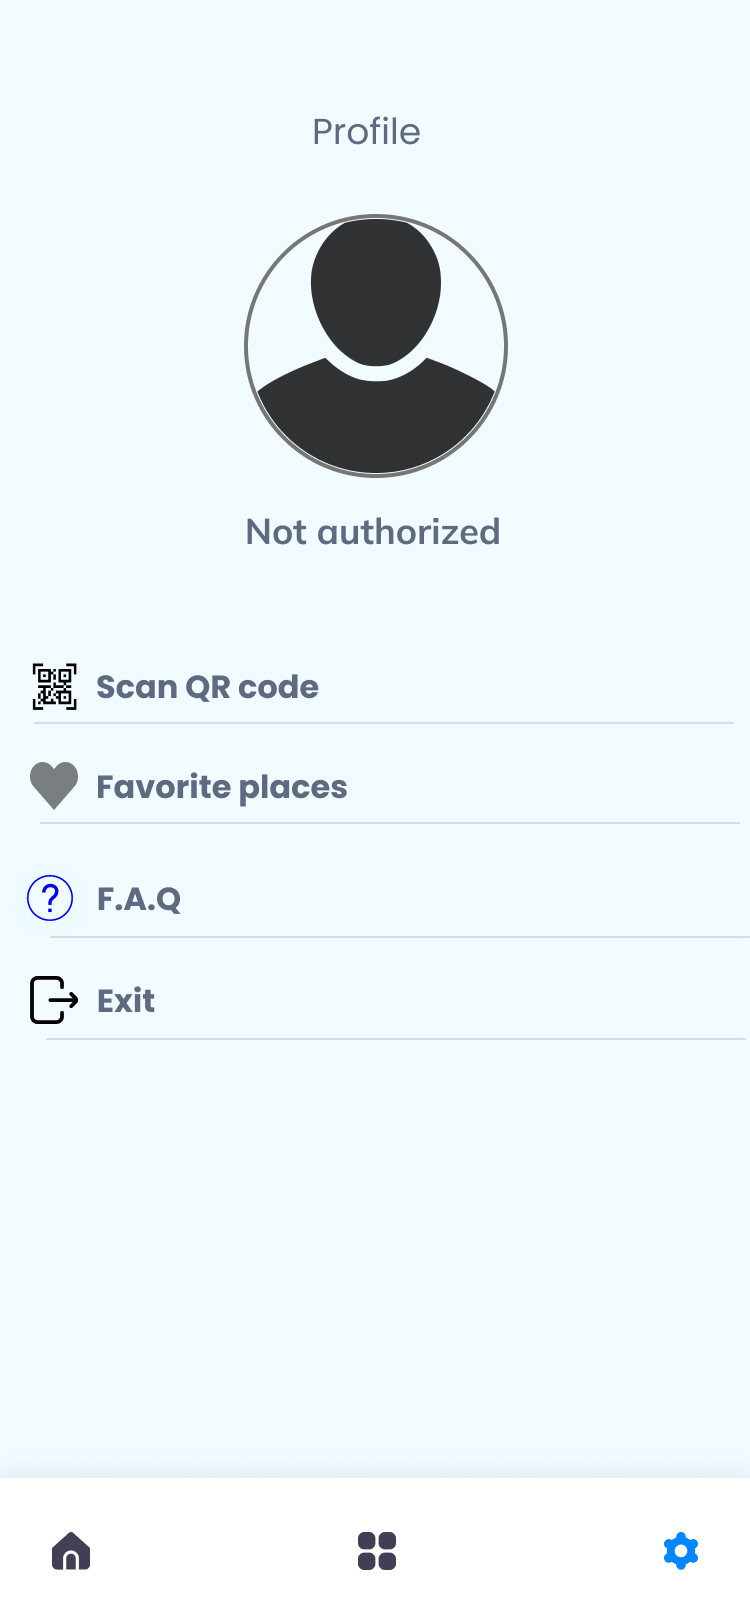 Profile
Not authorized
Scan QR code
Favorite places
F.A.Q
Exit